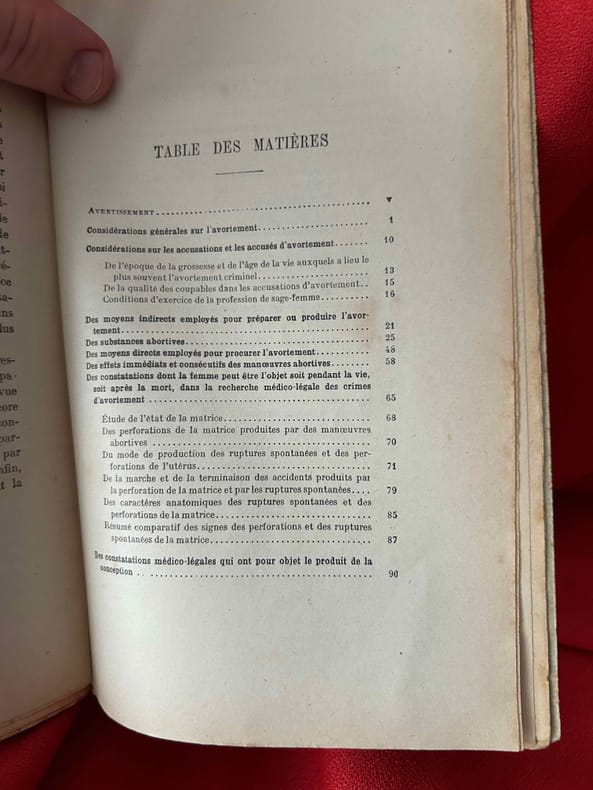 TABLE DES MATIÈRES
AVERTISSEMENT........ V
Considérations générales sur l'avortement........ 1
Considérations sur les accusations et les accusés d'avortement....... 10
De l'époque de la grossesse et de l'âge de la vie auxquels a lieu le
plus souvent l'avortement criminel........ 13
De la qualité des coupables dans les accusations d'avortement.. 15
Conditions d'exercice de la profession de sage-femme........ 16
Des moyens indirects employés pour préparer ou produire l'avor-
tement........ 21
Des substances abortives........ 25
Des moyens directs employés pour procurer l'avortement........ 48
Des effets immédiats et consécutifs des manœuvres abortives........ 58
Des constatations dont la femme peut être l'objet soit pendant la vie,
soit après la mort, dans la recherche médico-légale des crimes
d'avortement ........ 65
Étude de l'état de la matrice........ 68
Des perforations de la matrice produites par des manœuvres
abortives ........ 70
Du mode de production des ruptures spontanées et des per-
forations de l'utérus........ 71
De la marche et de la terminaison des accidents produits par
la perforation de la matrice et par les ruptures spontanées.... 79
Des caractères anatomiques des ruptures spontanées et des
perforations de la matrice........ 85
Résumé comparatif des signes des perforations et des ruptures
spontanées de la matrice........ 87
Des constatations médico-légales qui ont pour objet le produit de la
conception ........ 90